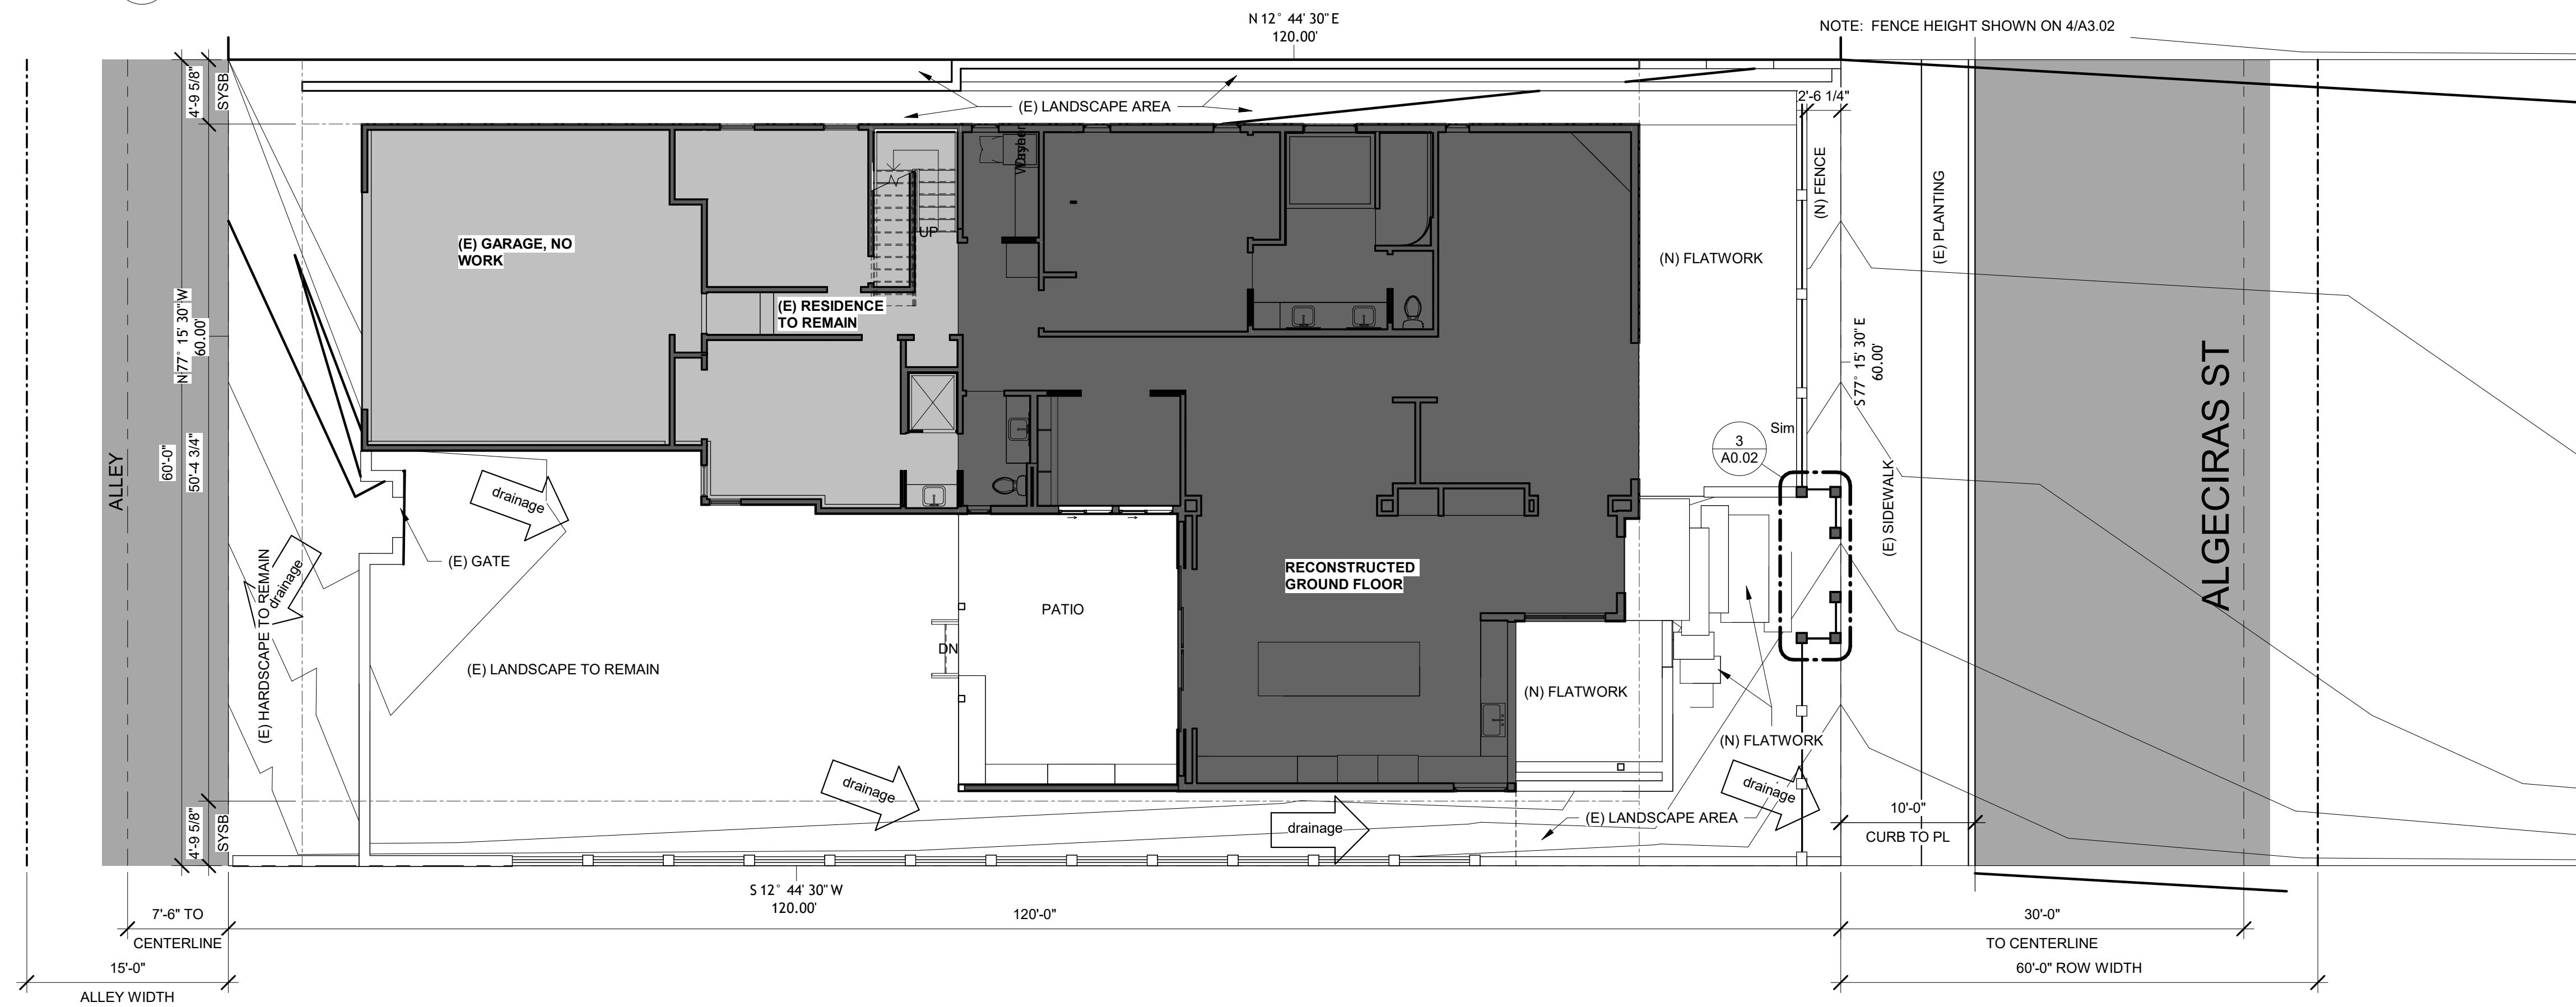 N 12° 44' 30" E
120.00'
NOTE: FENCE HEIGHT SHOWN ON 4/A3.02
4'-9 5/8"
SYSB
(E) LANDSCAPE AREA
2'-6 1/4"
Washer
Dryer
(N) FENCE
(E) PLANTING
UP
(E) GARAGE, NO
WORK
(N) FLATWORK
(E) RESIDENCE
TO REMAIN
N 77° 15' 30" W
60.00'
S 77° 15' 30" E
60.00'
ALGECIRAS ST
ALLEY
60'-0"
50'-4 3/4"
Sim
3
A0.02
drainage
(E) SIDEWALK
(E) GATE
(E) HARDSCAPE TO REMAIN
drainage
RECONSTRUCTED
GROUND FLOOR
PATIO
DN
(E) LANDSCAPE TO REMAIN
(N) FLATWORK
(N) FLATWORK
drainage
drainage
drainage
(E) LANDSCAPE AREA
10'-0"
CURB TO PL
4'-9 5/8"
SYSB
S 12° 44' 30" W
120.00'
7'-6" TO
CENTERLINE
120'-0"
30'-0"
TO CENTERLINE
15'-0"
ALLEY WIDTH
60'-0" ROW WIDTH